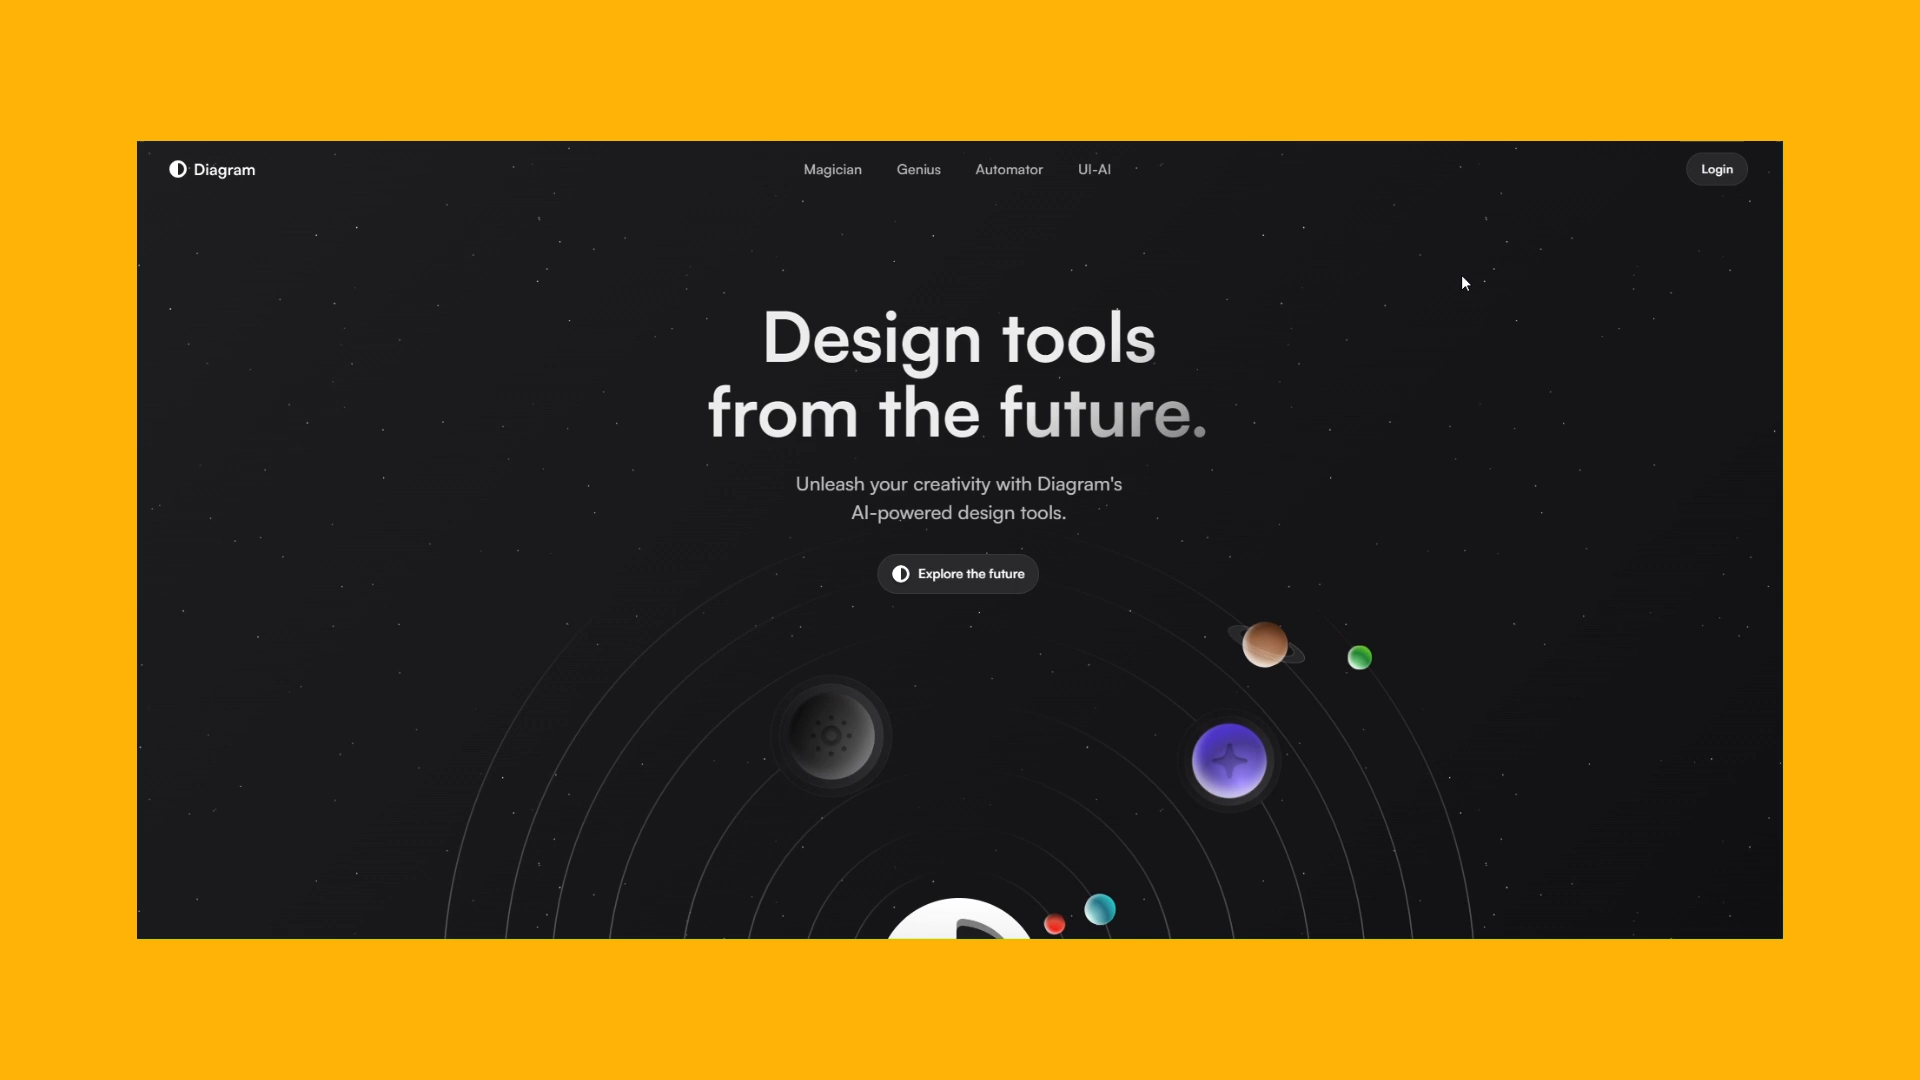 Diagram
Magician
Genius
Automator
UI-AI
Login
Design tools
from the future.
Unleash your creativity with Diagram's
AI-powered design tools.
Explore the future